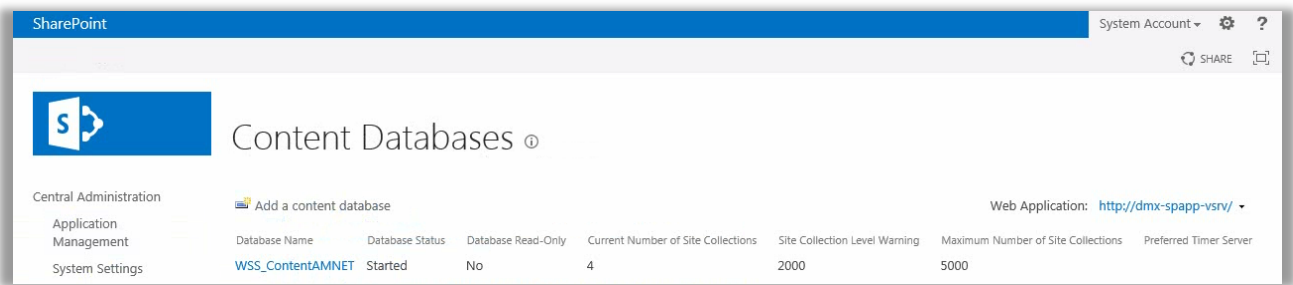 SharePoint
System Account
?
SHARE
S
Content Databases
Central Administration
Application
Management
System Settings
Add a content database
Web Application: http://dmx-spapp-vsrv/
Database Name Database Status Database Read-Only Current Number of Site Collections Site Collection Level Warning Maximum Number of Site Collections Preferred Timer Server
WSS_ContentAMNET Started No 4 2000 5000